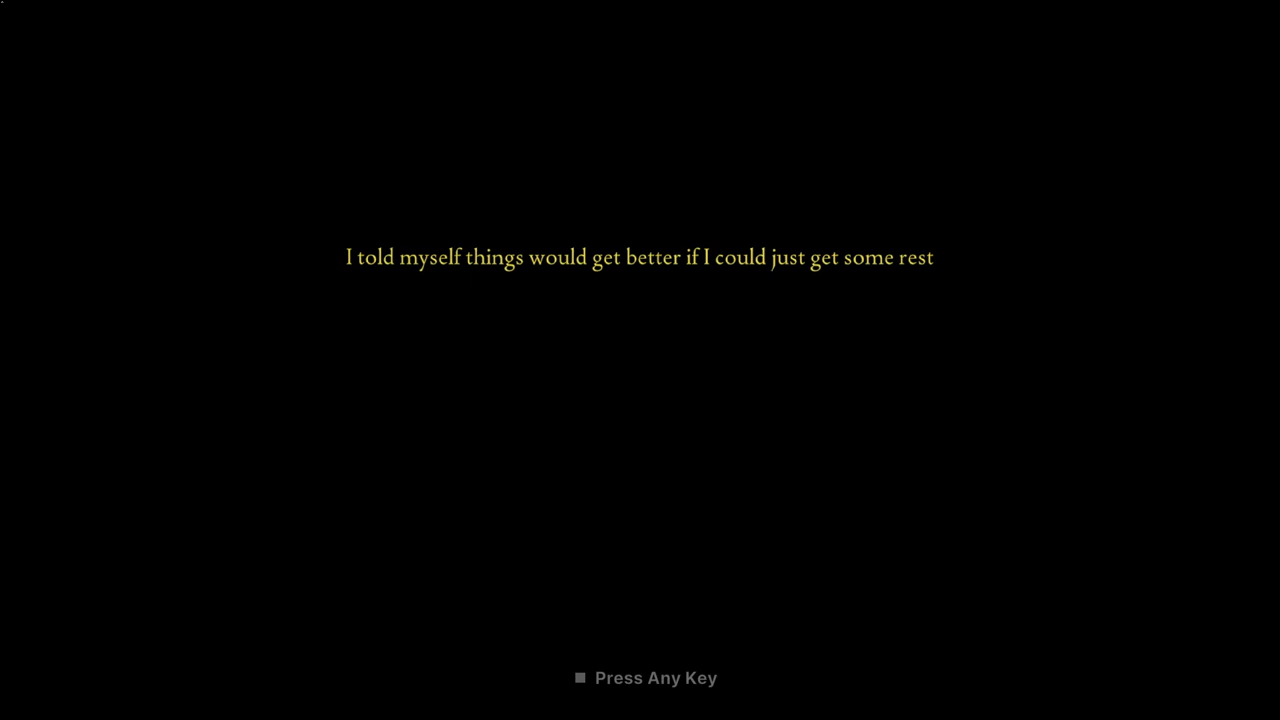 I told myself things would get better if I could just get some rest
Press Any Key